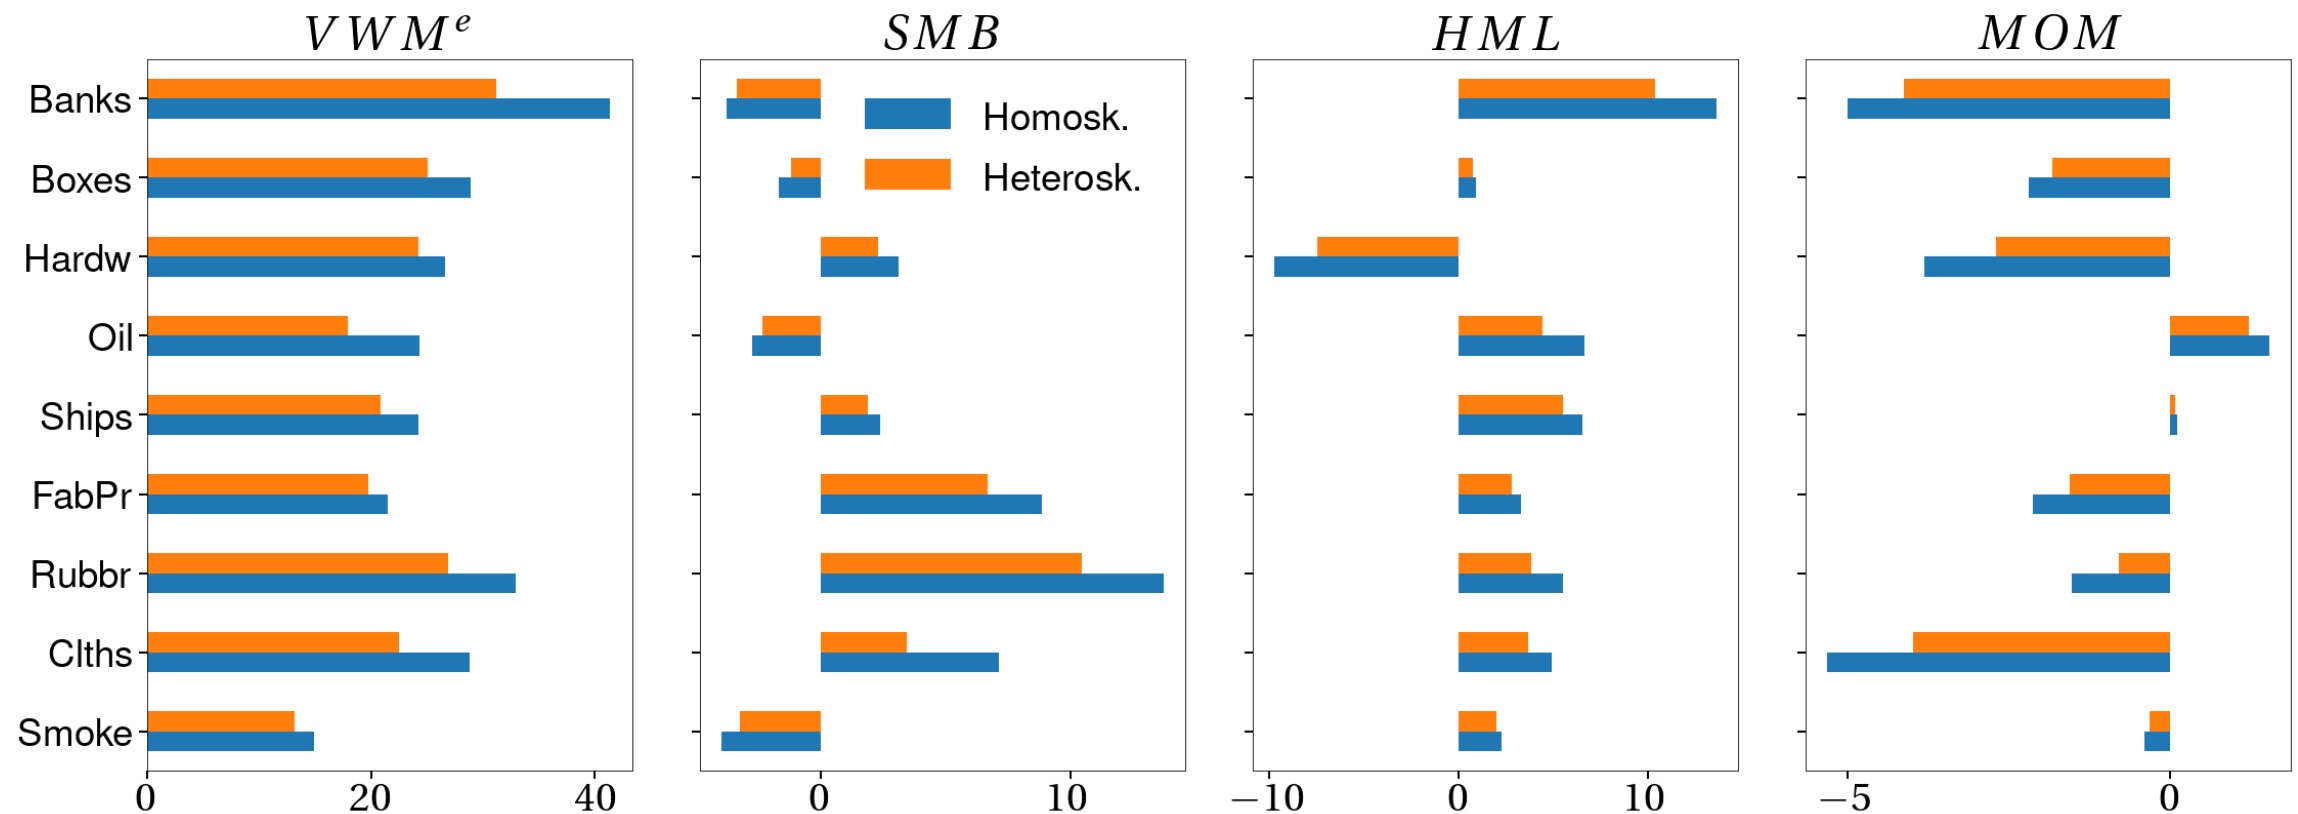 VWMᵉ SMB HML MOM
Banks
Boxes
Hardw
Oil
Ships
FabPr
Rubbr
Clths
Smoke
Homosk.
Heterosk.
0 20 40 0 10 −10 0 10 −5 0